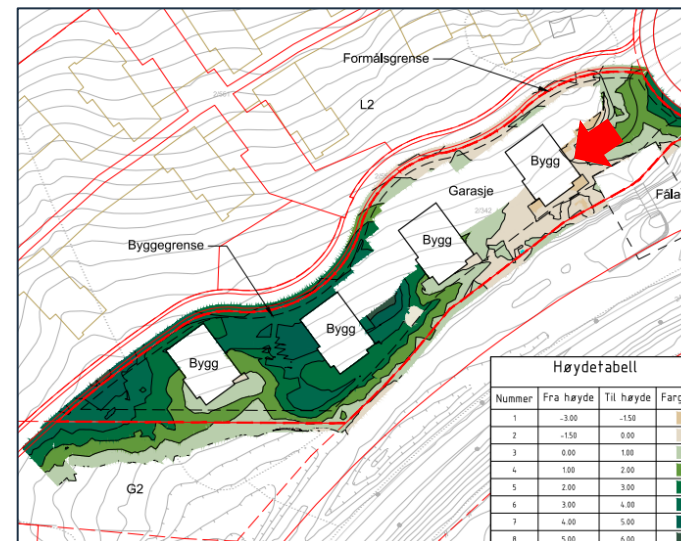 Formålsgrense
L2
Bygg
Garasje
Fåla
2/342
Bygg
Byggegrense
Bygg
Bygg
G2
Høydetabell
Nummer Fra høyde Til høyde Farg
1 -3.00 -1.50
2 -1.50 0.00
3 0.00 1.00
4 1.00 2.00
5 2.00 3.00
6 3.00 4.00
7 4.00 5.00
8 5.00 6.00